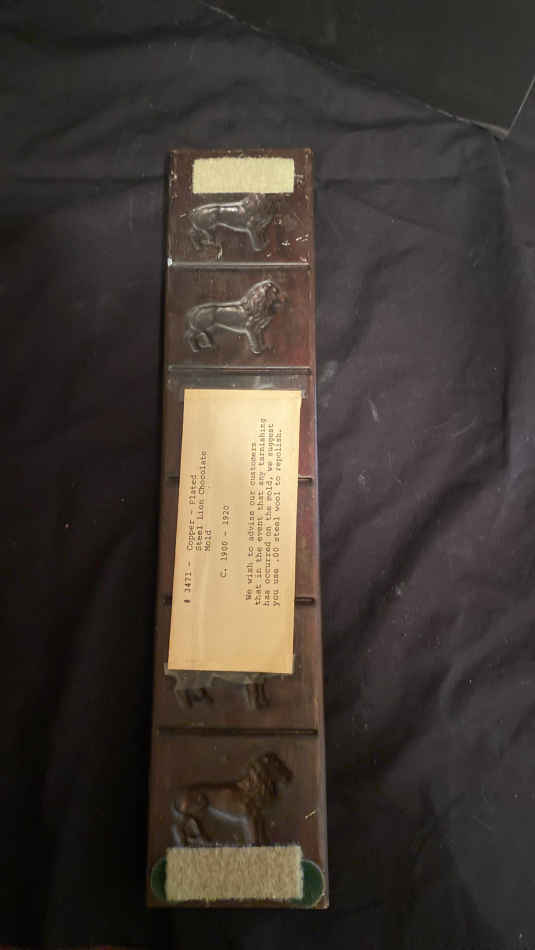 # 3471 - Copper - Plated
Steel Lion Chocolate
Mold
C. 1900 - 1920
We wish to advise our customers
that in the event that any tarnishing
has occurred on the mold, we suggest
you use .00 steel wool to repolish.